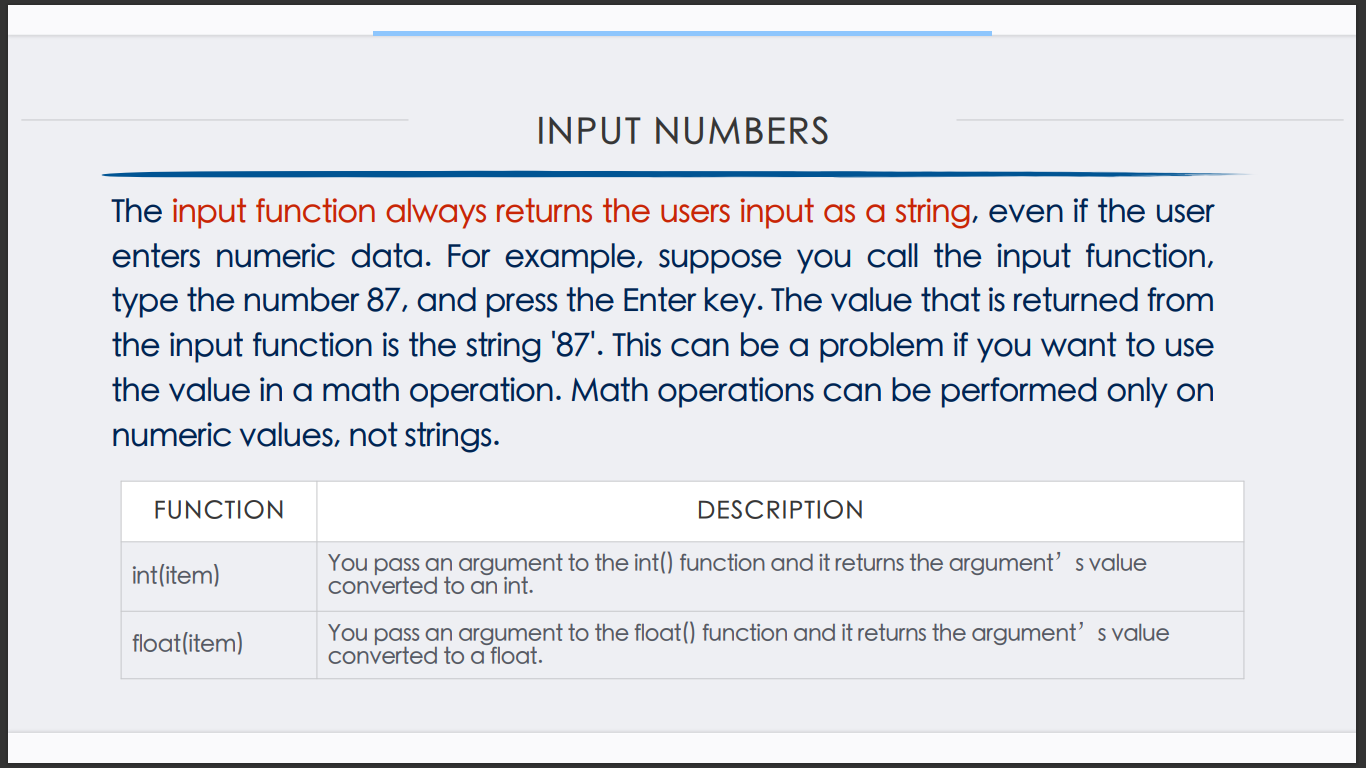 INPUT NUMBERS
The input function always returns the users input as a string, even if the user
enters numeric data. For example, suppose you call the input function,
type the number 87, and press the Enter key. The value that is returned from
the input function is the string '87'. This can be a problem if you want to use
the value in a math operation. Math operations can be performed only on
numeric values, not strings.
FUNCTION DESCRIPTION
int(item) You pass an argument to the int() function and it returns the argument’ s value
converted to an int.
float(item) You pass an argument to the float() function and it returns the argument’ s value
converted to a float.